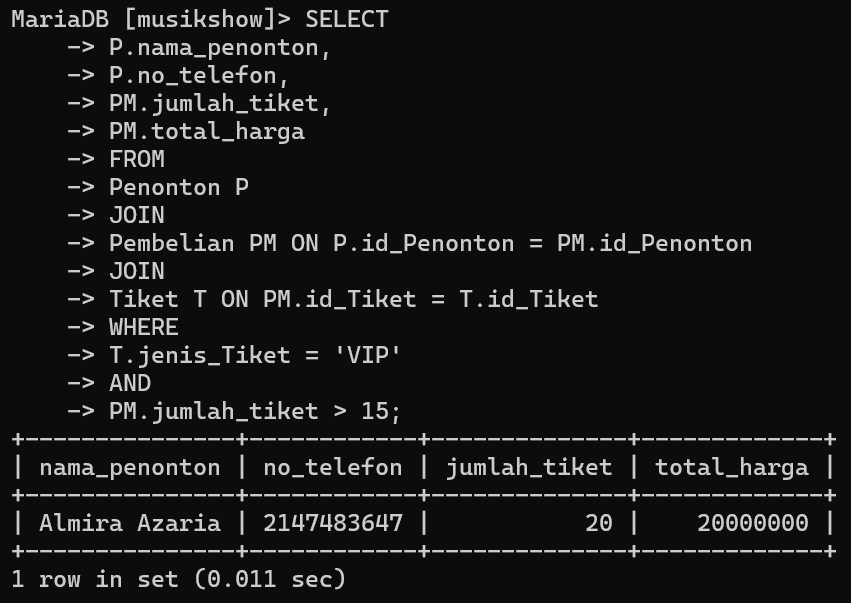 MariaDB [musikshow]> SELECT
    -> P.nama_penonton,
    -> P.no_telefon,
    -> PM.jumlah_tiket,
    -> PM.total_harga
    -> FROM
    -> Penonton P
    -> JOIN
    -> Pembelian PM ON P.id_Penonton = PM.id_Penonton
    -> JOIN
    -> Tiket T ON PM.id_Tiket = T.id_Tiket
    -> WHERE
    -> T.jenis_Tiket = 'VIP'
    -> AND
    -> PM.jumlah_tiket > 15;
+---------------+------------+--------------+-------------+
| nama_penonton | no_telefon | jumlah_tiket | total_harga |
+---------------+------------+--------------+-------------+
| Almira Azaria | 2147483647 |           20 |    20000000 |
+---------------+------------+--------------+-------------+
1 row in set (0.011 sec)